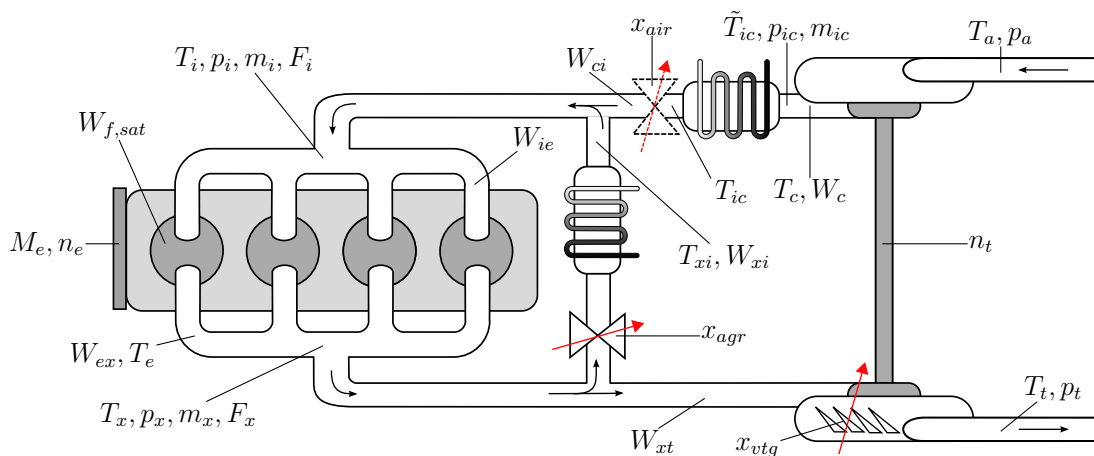 x_{air}
\tilde{T}_{ic}, p_{ic}, m_{ic}
T_a, p_a
T_i, p_i, m_i, F_i
W_{ci}
W_{f,sat}
W_{ie}
T_{ic}
T_c, W_c
M_e, n_e
T_{xi}, W_{xi}
n_t
W_{ex}, T_e
x_{agr}
T_x, p_x, m_x, F_x
W_{xt}
x_{vtg}
T_t, p_t